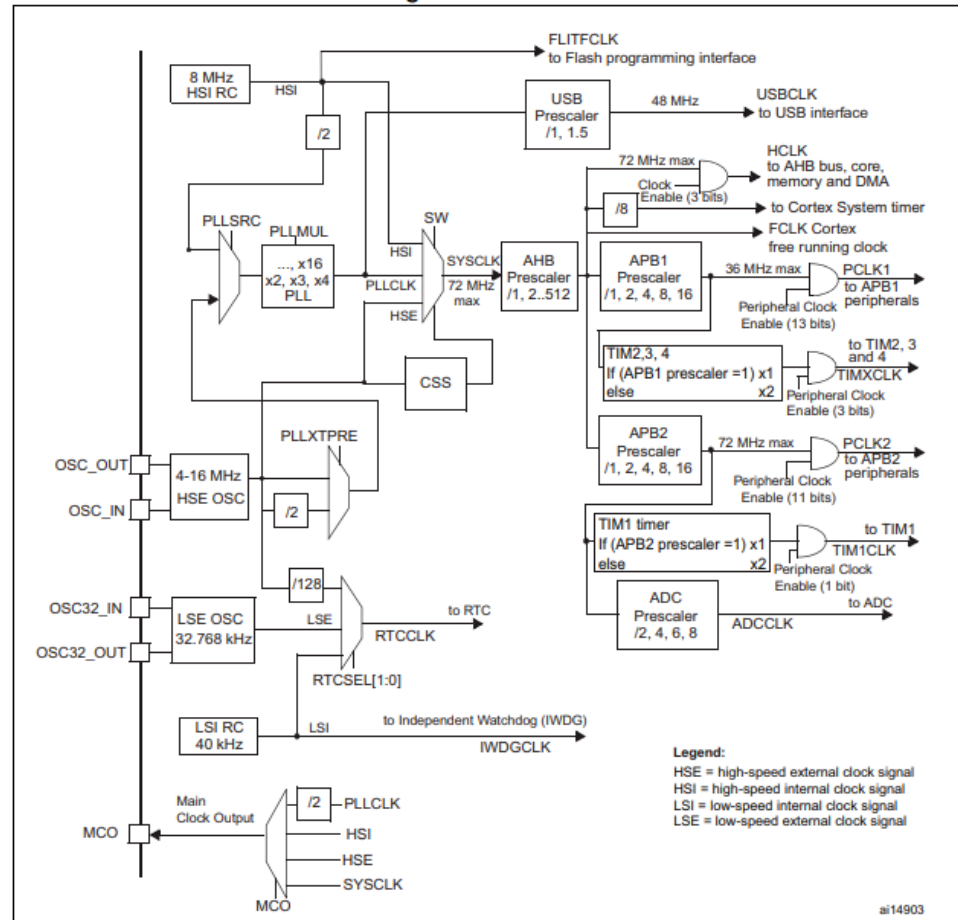 FLITFCLK
to Flash programming interface
8 MHz
HSI RC
HSI
/2
USB
Prescaler
/1, 1.5
48 MHz
USBCLK
to USB interface
72 MHz max
Clock
Enable (3 bits)
HCLK
to AHB bus, core,
memory and DMA
/8
to Cortex System timer
FCLK Cortex
free running clock
PLLSRC
PLLMUL
..., x16
x2, x3, x4
PLL
SW
HSI
PLLCLK
HSE
SYSCLK
72 MHz
max
AHB
Prescaler
/1, 2..512
APB1
Prescaler
/1, 2, 4, 8, 16
36 MHz max
PCLK1
to APB1
peripherals
Peripheral Clock
Enable (13 bits)
TIM2,3, 4
If (APB1 prescaler =1) x1
else x2
to TIM2, 3
and 4
TIMXCLK
Peripheral Clock
Enable (3 bits)
CSS
PLLXTPRE
OSC_OUT
OSC_IN
4-16 MHz
HSE OSC
/2
APB2
Prescaler
/1, 2, 4, 8, 16
72 MHz max
PCLK2
to APB2
peripherals
Peripheral Clock
Enable (11 bits)
TIM1 timer
If (APB2 prescaler =1) x1
else x2
to TIM1
TIM1CLK
Peripheral Clock
Enable (1 bit)
/128
OSC32_IN
OSC32_OUT
LSE OSC
32.768 kHz
LSE
to RTC
RTCCLK
RTCSEL[1:0]
ADC
Prescaler
/2, 4, 6, 8
to ADC
ADCCLK
LSI RC
40 kHz
LSI
to Independent Watchdog (IWDG)
IWDGCLK
Legend:
HSE = high-speed external clock signal
HSI = high-speed internal clock signal
LSI = low-speed internal clock signal
LSE = low-speed external clock signal
Main
Clock Output
MCO
/2
PLLCLK
HSI
HSE
SYSCLK
MCO
ai14903